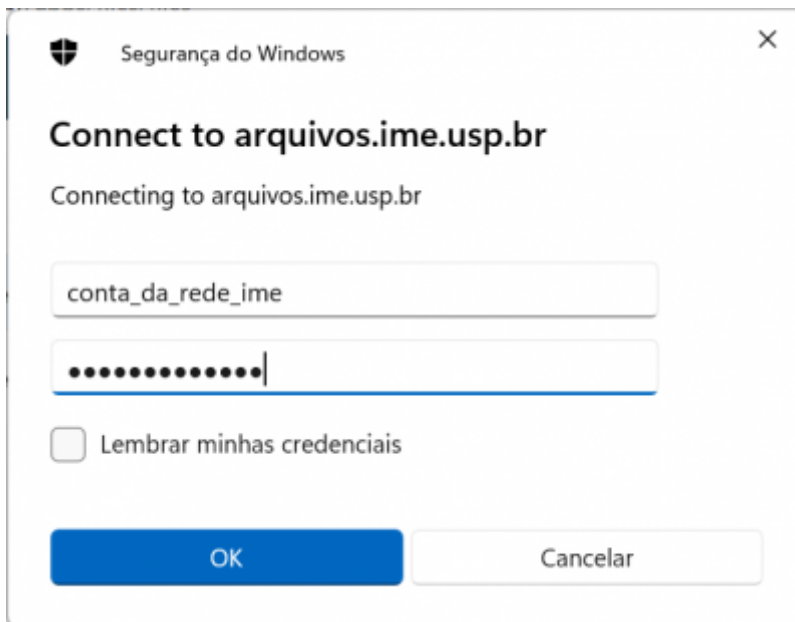 Segurança do Windows
Connect to arquivos.ime.usp.br
Connecting to arquivos.ime.usp.br
conta_da_rede_ime
●●●●●●●●●●●●●
Lembrar minhas credenciais
OK Cancelar